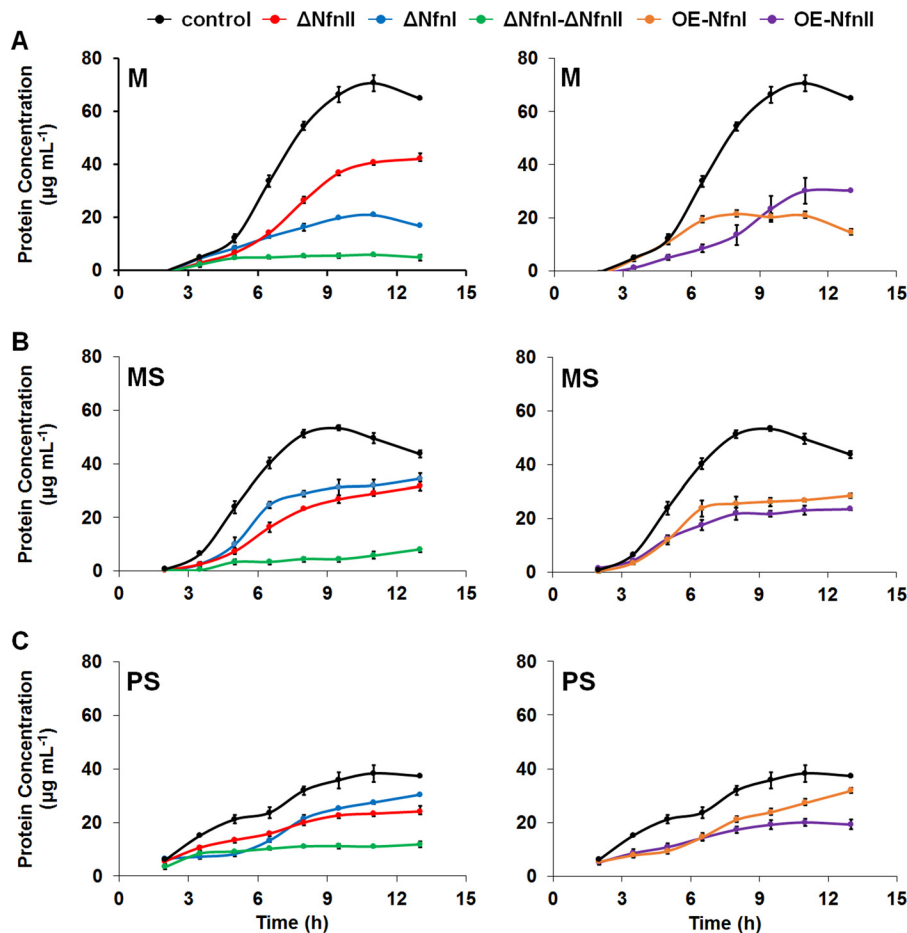 control ΔNfnII ΔNfnI ΔNfnI-ΔNfnII OE-NfnI OE-NfnII
A
M
M
Protein Concentration
(µg mL⁻¹)
80
60
40
20
0
0 3 6 9 12 15
80
60
40
20
0
0 3 6 9 12 15
B
MS
MS
Protein Concentration
(µg mL⁻¹)
80
60
40
20
0
0 3 6 9 12 15
80
60
40
20
0
0 3 6 9 12 15
C
PS
PS
Protein Concentration
(µg mL⁻¹)
80
60
40
20
0
0 3 6 9 12 15
Time (h)
80
60
40
20
0
0 3 6 9 12 15
Time (h)